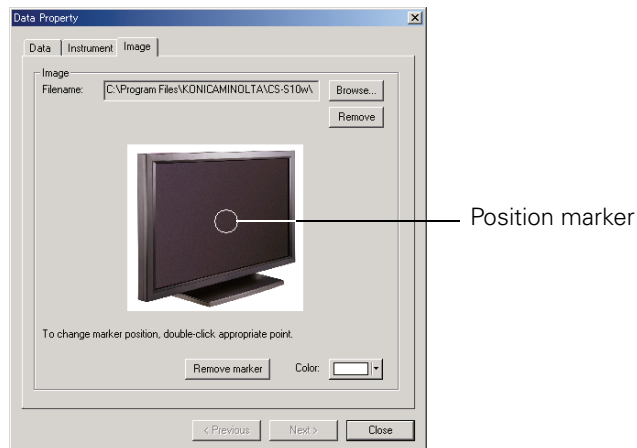 Data Property
Data Instrument Image
Image
Filename: C:\Program Files\KONICAMINOLTA\CS-S10w\ Browse...
Remove
Position marker
To change marker position, double-click appropriate point.
Remove marker Color:
< Previous Next > Close